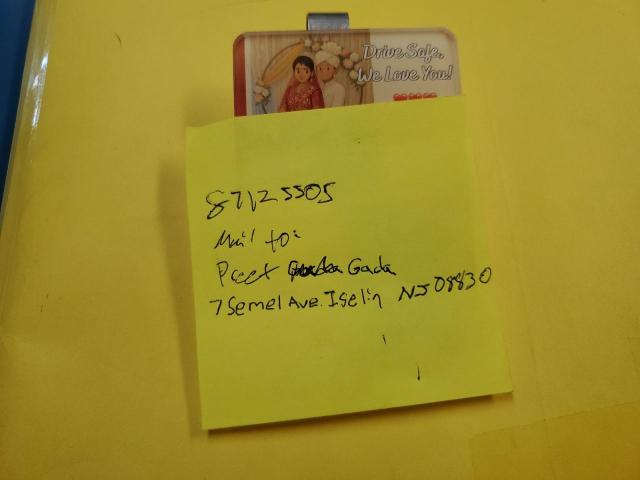 Drive Safe,
We Love You!
87125505
Mail to:
Preet Gada
7 Semel Ave. Iselin NJ 08830